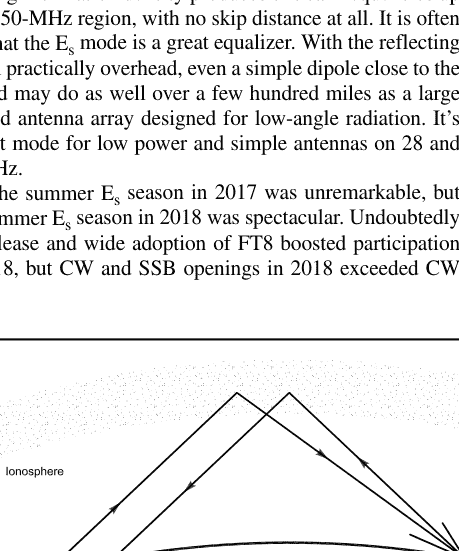 50-MHz region, with no skip distance at all. It is often
hat the Es mode is a great equalizer. With the reflecting
practically overhead, even a simple dipole close to the
d may do as well over a few hundred miles as a large
d antenna array designed for low-angle radiation. It's
t mode for low power and simple antennas on 28 and
Hz.
he summer Es season in 2017 was unremarkable, but
mmer Es season in 2018 was spectacular. Undoubtedly
lease and wide adoption of FT8 boosted participation
18, but CW and SSB openings in 2018 exceeded CW
Ionosphere